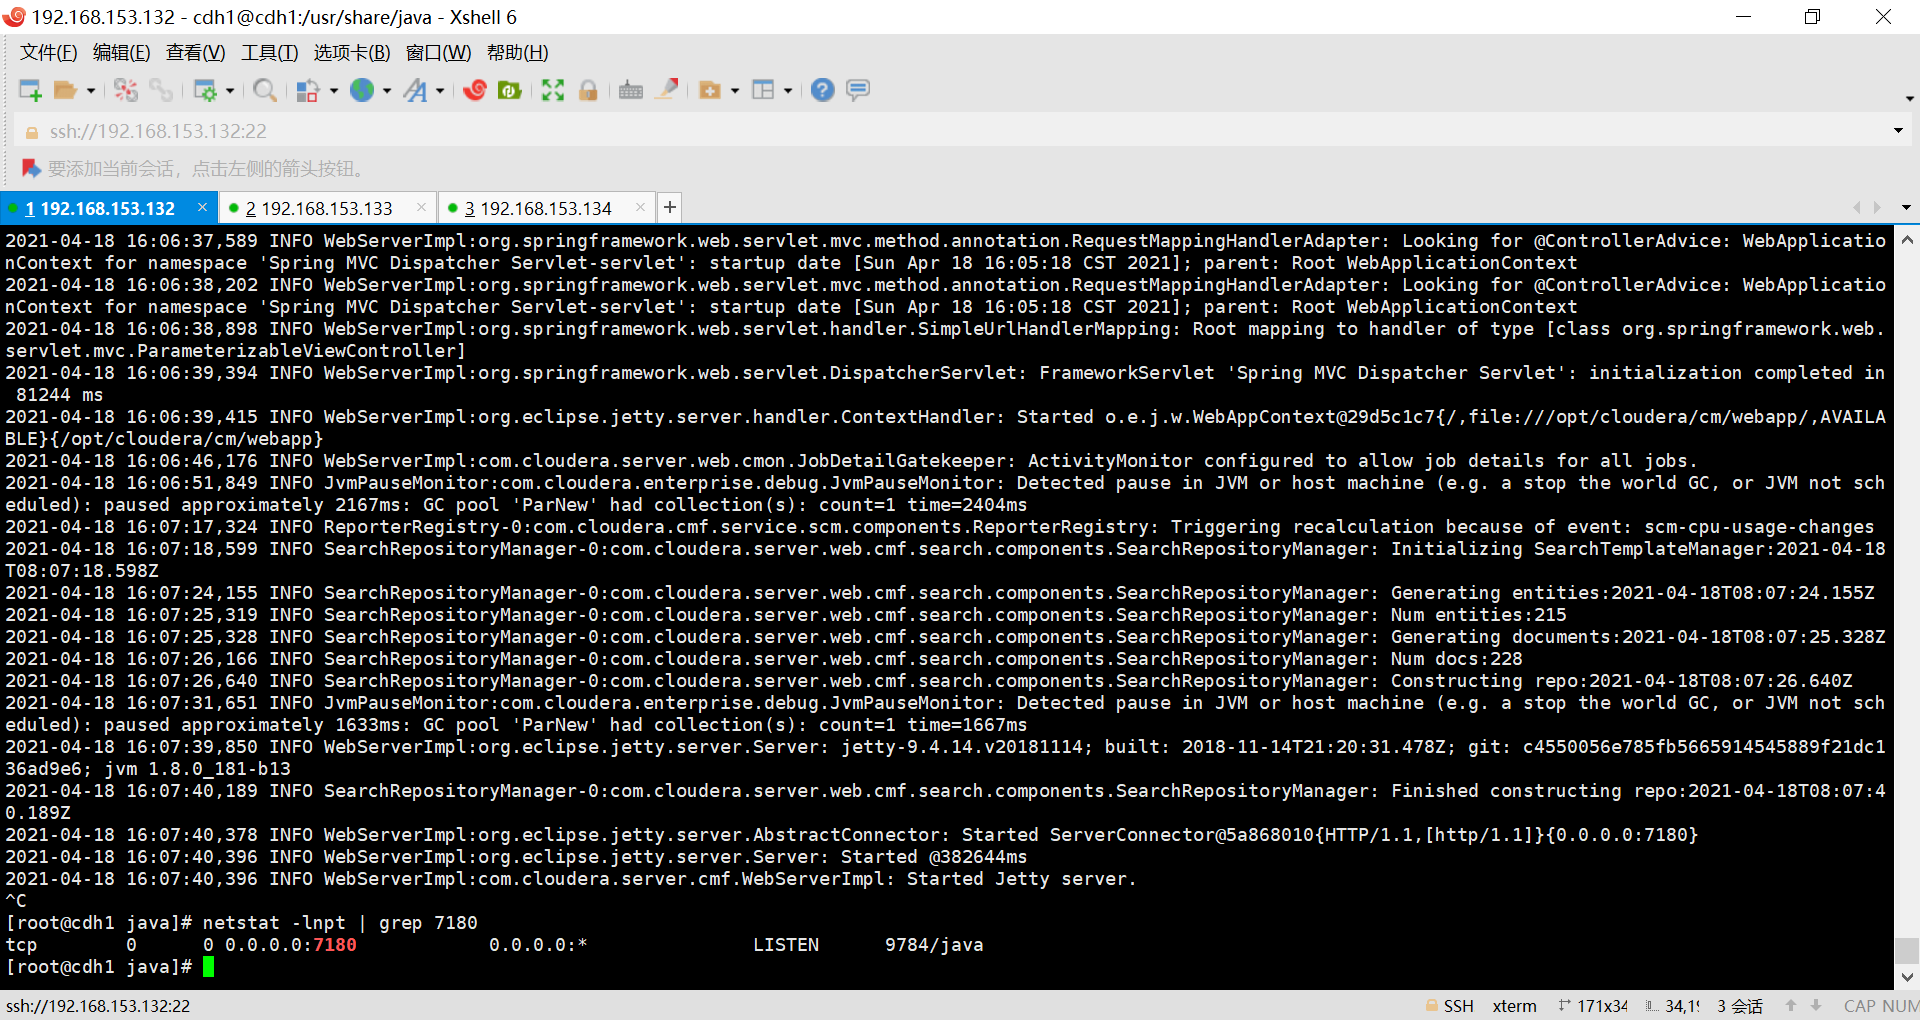 192.168.153.132 - cdh1@cdh1:/usr/share/java - Xshell 6
文件(F) 编辑(E) 查看(V) 工具(T) 选项卡(B) 窗口(W) 帮助(H)
ssh://192.168.153.132:22
要添加当前会话，点击左侧的箭头按钮。
1 192.168.153.132 × 2 192.168.153.133 × 3 192.168.153.134 × +
2021-04-18 16:06:37,589 INFO WebServerImpl:org.springframework.web.servlet.mvc.method.annotation.RequestMappingHandlerAdapter: Looking for @ControllerAdvice: WebApplicatio
nContext for namespace 'Spring MVC Dispatcher Servlet-servlet': startup date [Sun Apr 18 16:05:18 CST 2021]; parent: Root WebApplicationContext
2021-04-18 16:06:38,202 INFO WebServerImpl:org.springframework.web.servlet.mvc.method.annotation.RequestMappingHandlerAdapter: Looking for @ControllerAdvice: WebApplicatio
nContext for namespace 'Spring MVC Dispatcher Servlet-servlet': startup date [Sun Apr 18 16:05:18 CST 2021]; parent: Root WebApplicationContext
2021-04-18 16:06:38,898 INFO WebServerImpl:org.springframework.web.servlet.handler.SimpleUrlHandlerMapping: Root mapping to handler of type [class org.springframework.web.
servlet.mvc.ParameterizableViewController]
2021-04-18 16:06:39,394 INFO WebServerImpl:org.springframework.web.servlet.DispatcherServlet: FrameworkServlet 'Spring MVC Dispatcher Servlet': initialization completed in
 81244 ms
2021-04-18 16:06:39,415 INFO WebServerImpl:org.eclipse.jetty.server.handler.ContextHandler: Started o.e.j.w.WebAppContext@29d5c1c7{/,file:///opt/cloudera/cm/webapp/,AVAILA
BLE}{/opt/cloudera/cm/webapp}
2021-04-18 16:06:46,176 INFO WebServerImpl:com.cloudera.server.web.cmon.JobDetailGatekeeper: ActivityMonitor configured to allow job details for all jobs.
2021-04-18 16:06:51,849 INFO JvmPauseMonitor:com.cloudera.enterprise.debug.JvmPauseMonitor: Detected pause in JVM or host machine (e.g. a stop the world GC, or JVM not sch
eduled): paused approximately 2167ms: GC pool 'ParNew' had collection(s): count=1 time=2404ms
2021-04-18 16:07:17,324 INFO ReporterRegistry-0:com.cloudera.cmf.service.scm.components.ReporterRegistry: Triggering recalculation because of event: scm-cpu-usage-changes
2021-04-18 16:07:18,599 INFO SearchRepositoryManager-0:com.cloudera.server.web.cmf.search.components.SearchRepositoryManager: Initializing SearchTemplateManager:2021-04-18
T08:07:18.598Z
2021-04-18 16:07:24,155 INFO SearchRepositoryManager-0:com.cloudera.server.web.cmf.search.components.SearchRepositoryManager: Generating entities:2021-04-18T08:07:24.155Z
2021-04-18 16:07:25,319 INFO SearchRepositoryManager-0:com.cloudera.server.web.cmf.search.components.SearchRepositoryManager: Num entities:215
2021-04-18 16:07:25,328 INFO SearchRepositoryManager-0:com.cloudera.server.web.cmf.search.components.SearchRepositoryManager: Generating documents:2021-04-18T08:07:25.328Z
2021-04-18 16:07:26,166 INFO SearchRepositoryManager-0:com.cloudera.server.web.cmf.search.components.SearchRepositoryManager: Num docs:228
2021-04-18 16:07:26,640 INFO SearchRepositoryManager-0:com.cloudera.server.web.cmf.search.components.SearchRepositoryManager: Constructing repo:2021-04-18T08:07:26.640Z
2021-04-18 16:07:31,651 INFO JvmPauseMonitor:com.cloudera.enterprise.debug.JvmPauseMonitor: Detected pause in JVM or host machine (e.g. a stop the world GC, or JVM not sch
eduled): paused approximately 1633ms: GC pool 'ParNew' had collection(s): count=1 time=1667ms
2021-04-18 16:07:39,850 INFO WebServerImpl:org.eclipse.jetty.server.Server: jetty-9.4.14.v20181114; built: 2018-11-14T21:20:31.478Z; git: c4550056e785fb5665914545889f21dc1
36ad9e6; jvm 1.8.0_181-b13
2021-04-18 16:07:40,189 INFO SearchRepositoryManager-0:com.cloudera.server.web.cmf.search.components.SearchRepositoryManager: Finished constructing repo:2021-04-18T08:07:4
0.189Z
2021-04-18 16:07:40,378 INFO WebServerImpl:org.eclipse.jetty.server.AbstractConnector: Started ServerConnector@5a868010{HTTP/1.1,[http/1.1]}{0.0.0.0:7180}
2021-04-18 16:07:40,396 INFO WebServerImpl:org.eclipse.jetty.server.Server: Started @382644ms
2021-04-18 16:07:40,396 INFO WebServerImpl:com.cloudera.server.cmf.WebServerImpl: Started Jetty server.
^C
[root@cdh1 java]# netstat -lnpt | grep 7180
tcp        0      0 0.0.0.0:7180            0.0.0.0:*               LISTEN      9784/java
[root@cdh1 java]#
ssh://192.168.153.132:22 SSH xterm 171x34 34,19 3 会话 CAP NUM